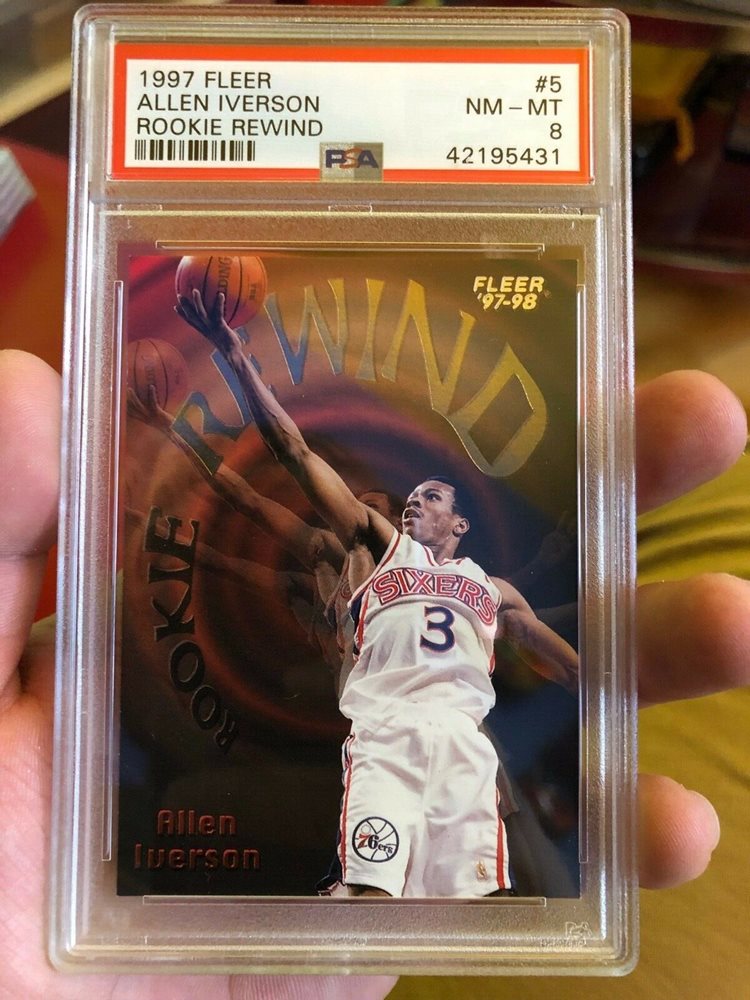 1997 FLEER #5
ALLEN IVERSON NM - MT
ROOKIE REWIND 8
PSA 42195431
FLEER
'97-98
REWIND
ROOKIE
SPALDING
SIXERS
3
76ers
Allen
Iverson